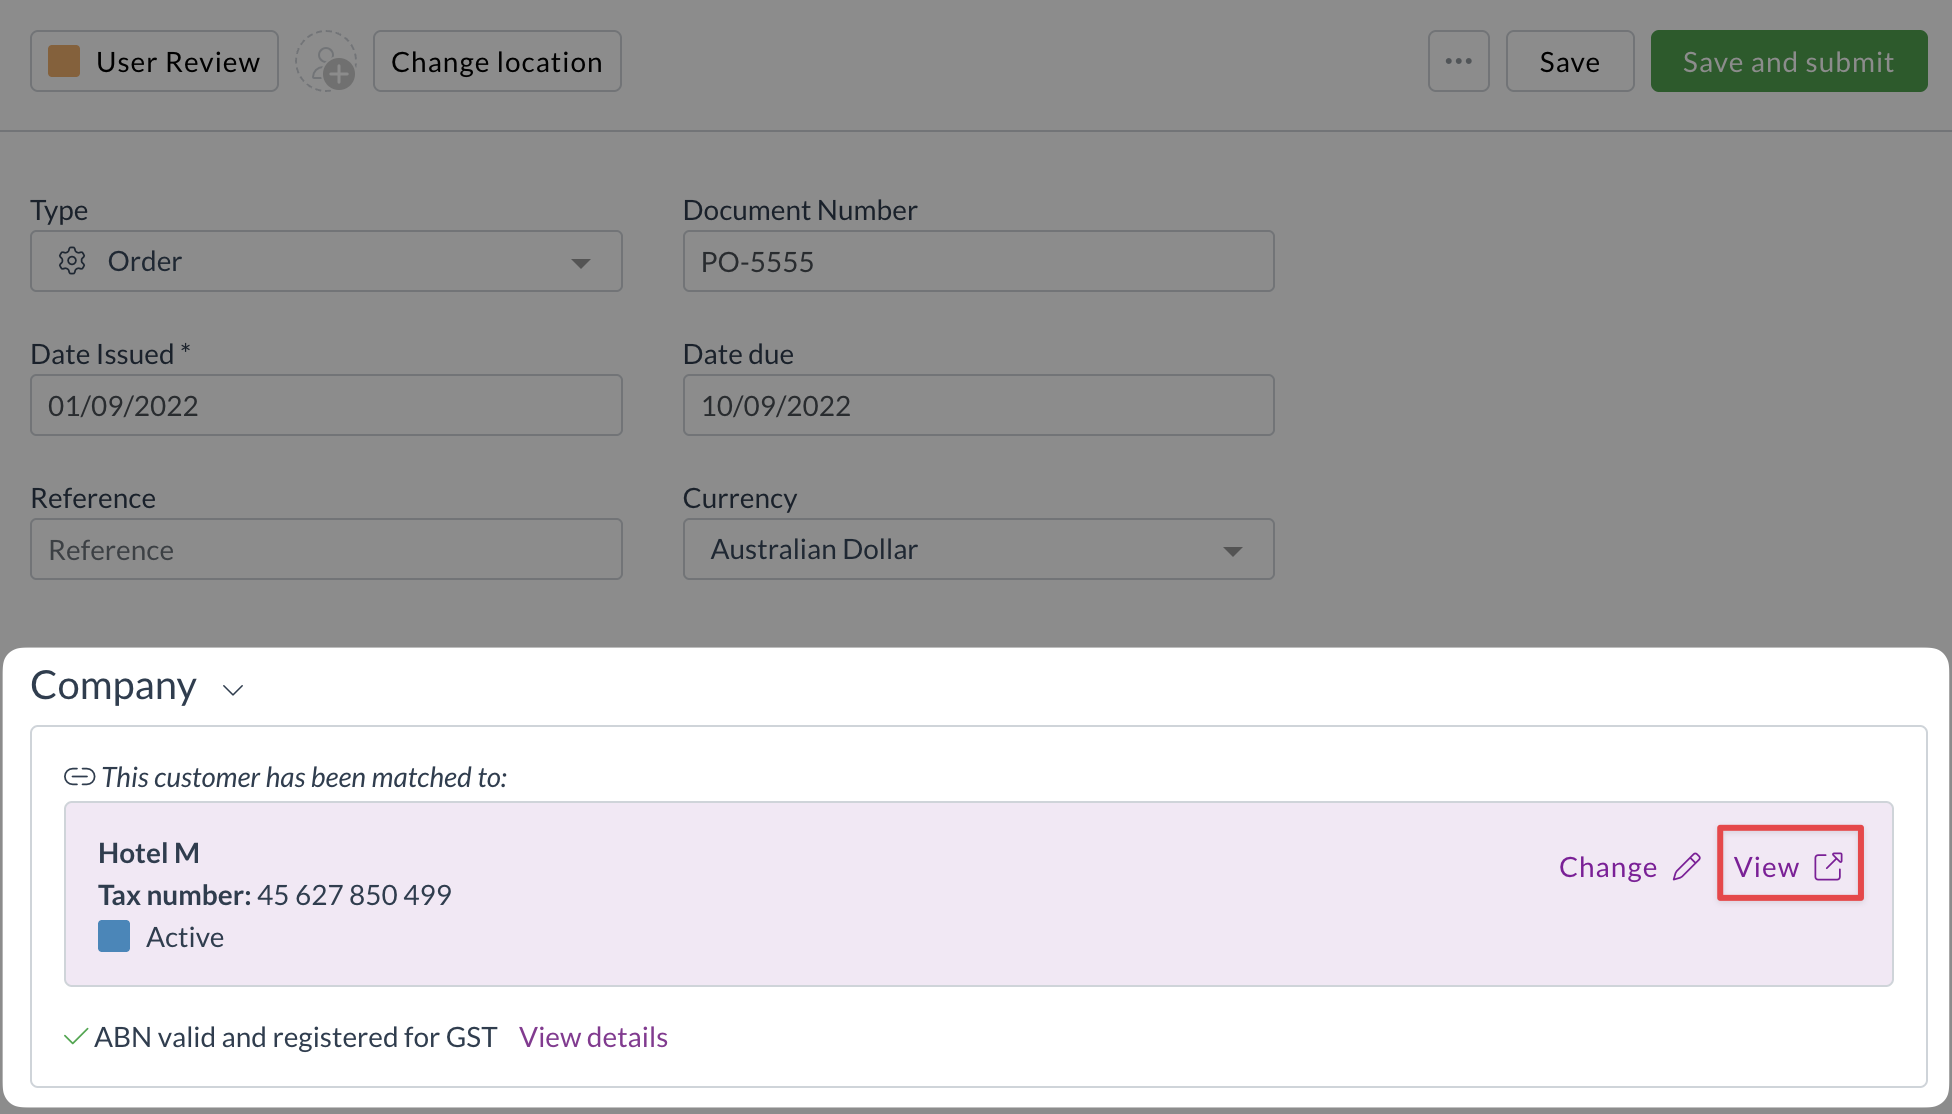 User Review
Change location
Save
Save and submit
Type
Document Number
Order
PO-5555
Date Issued *
Date due
01/09/2022
10/09/2022
Reference
Currency
Reference
Australian Dollar
Company
This customer has been matched to:
Hotel M
Change
View
Tax number: 45 627 850 499
Active
ABN valid and registered for GST View details